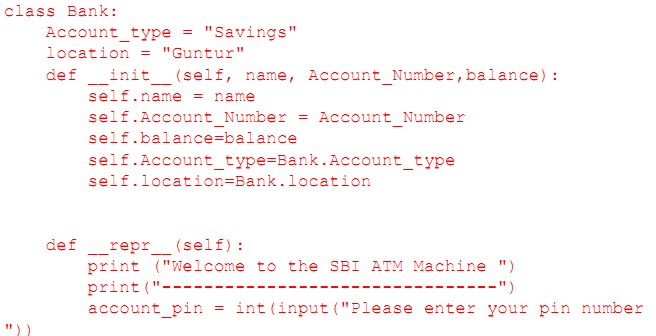 class Bank:
    Account_type = "Savings"
    location = "Guntur"
    def __init__(self, name, Account_Number,balance):
        self.name = name
        self.Account_Number = Account_Number
        self.balance=balance
        self.Account_type=Bank.Account_type
        self.location=Bank.location
    def __repr__(self):
        print ("Welcome to the SBI ATM Machine ")
        print("--------------------------------")
        account_pin = int(input("Please enter your pin number
"))